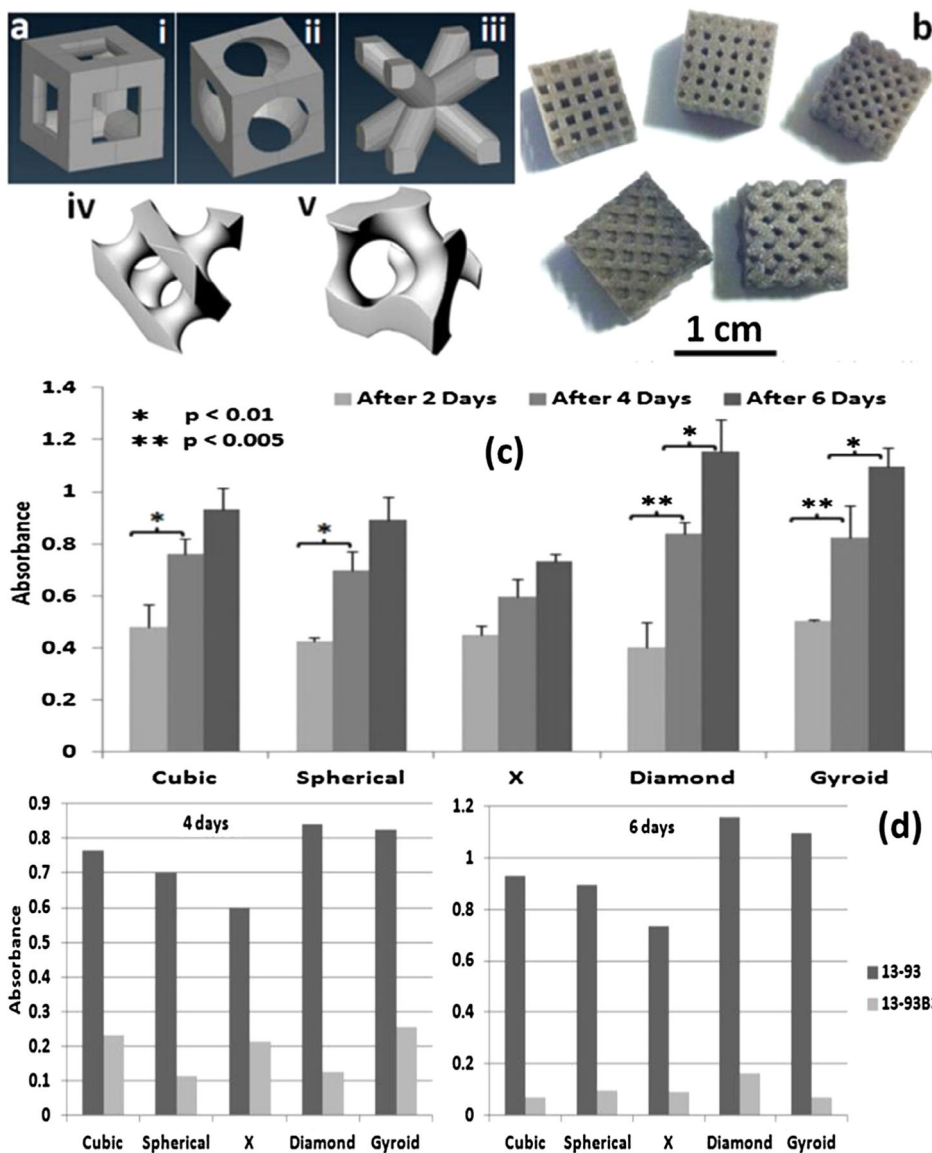 a
i
ii
iii
b
iv
v
1 cm
1.4
1.2
1
0.8
0.6
0.4
0.2
0
Absorbance
After 2 Days After 4 Days After 6 Days
* p < 0.01
** p < 0.005
(c)
*
*
**
*
**
*
Cubic Spherical X Diamond Gyroid
0.9
0.8
0.7
0.6
0.5
0.4
0.3
0.2
0.1
0
Absorbance
4 days
Cubic Spherical X Diamond Gyroid
1.2
1
0.8
0.6
0.4
0.2
0
6 days
(d)
13-93
13-93B
Cubic Spherical X Diamond Gyroid